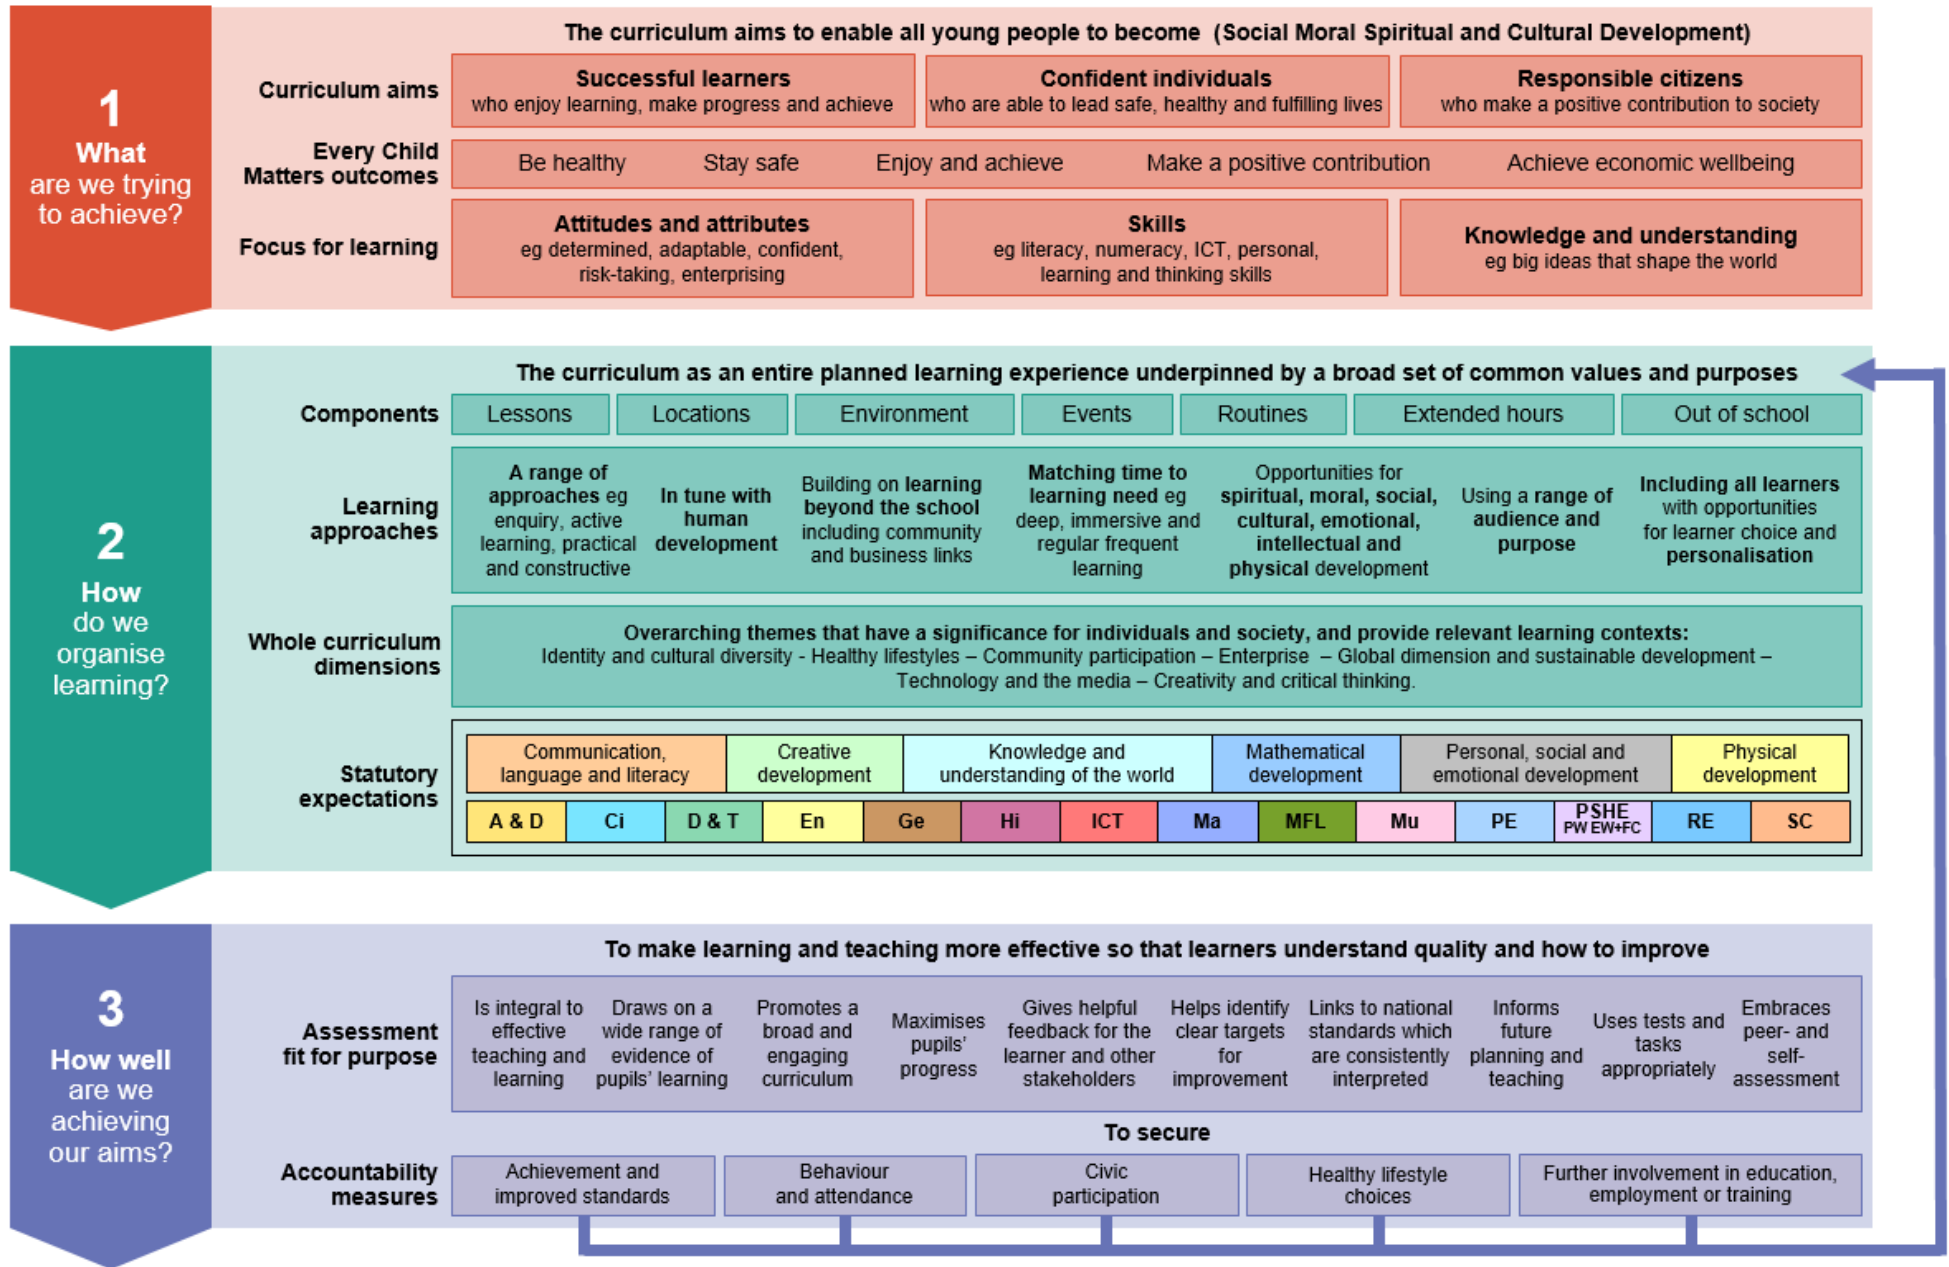 The curriculum aims to enable all young people to become (Social Moral Spiritual and Cultural Development)
1
What
are we trying
to achieve?
Curriculum aims
Successful learners
who enjoy learning, make progress and achieve
Confident individuals
who are able to lead safe, healthy and fulfilling lives
Responsible citizens
who make a positive contribution to society
Every Child
Matters outcomes
Be healthy
Stay safe
Enjoy and achieve
Make a positive contribution
Achieve economic wellbeing
Focus for learning
Attitudes and attributes
eg determined, adaptable, confident,
risk-taking, enterprising
Skills
eg literacy, numeracy, ICT, personal,
learning and thinking skills
Knowledge and understanding
eg big ideas that shape the world
2
How
do we
organise
learning?
The curriculum as an entire planned learning experience underpinned by a broad set of common values and purposes
Components
Lessons
Locations
Environment
Events
Routines
Extended hours
Out of school
Learning
approaches
A range of
approaches eg
enquiry, active
learning, practical
and constructive
In tune with
human
development
Building on learning
beyond the school
including community
and business links
Matching time to
learning need eg
deep, immersive and
regular frequent
learning
Opportunities for
spiritual, moral, social,
cultural, emotional,
intellectual and
physical development
Using a range of
audience and
purpose
Including all learners
with opportunities
for learner choice and
personalisation
Whole curriculum
dimensions
Overarching themes that have a significance for individuals and society, and provide relevant learning contexts:
Identity and cultural diversity - Healthy lifestyles – Community participation – Enterprise – Global dimension and sustainable development –
Technology and the media – Creativity and critical thinking.
Statutory
expectations
Communication,
language and literacy
Creative
development
Knowledge and
understanding of the world
Mathematical
development
Personal, social and
emotional development
Physical
development
A & D
Ci
D & T
En
Ge
Hi
ICT
Ma
MFL
Mu
PE
PSHE
PW EW+FC
RE
SC
3
How well
are we
achieving
our aims?
To make learning and teaching more effective so that learners understand quality and how to improve
Assessment
fit for purpose
Is integral to
effective
teaching and
learning
Draws on a
wide range of
evidence of
pupils' learning
Promotes a
broad and
engaging
curriculum
Maximises
pupils'
progress
Gives helpful
feedback for the
learner and other
stakeholders
Helps identify
clear targets
for
improvement
Links to national
standards which
are consistently
interpreted
Informs
future
planning and
teaching
Uses tests and
tasks
appropriately
Embraces
peer- and
self-
assessment
To secure
Accountability
measures
Achievement and
improved standards
Behaviour
and attendance
Civic
participation
Healthy lifestyle
choices
Further involvement in education,
employment or training